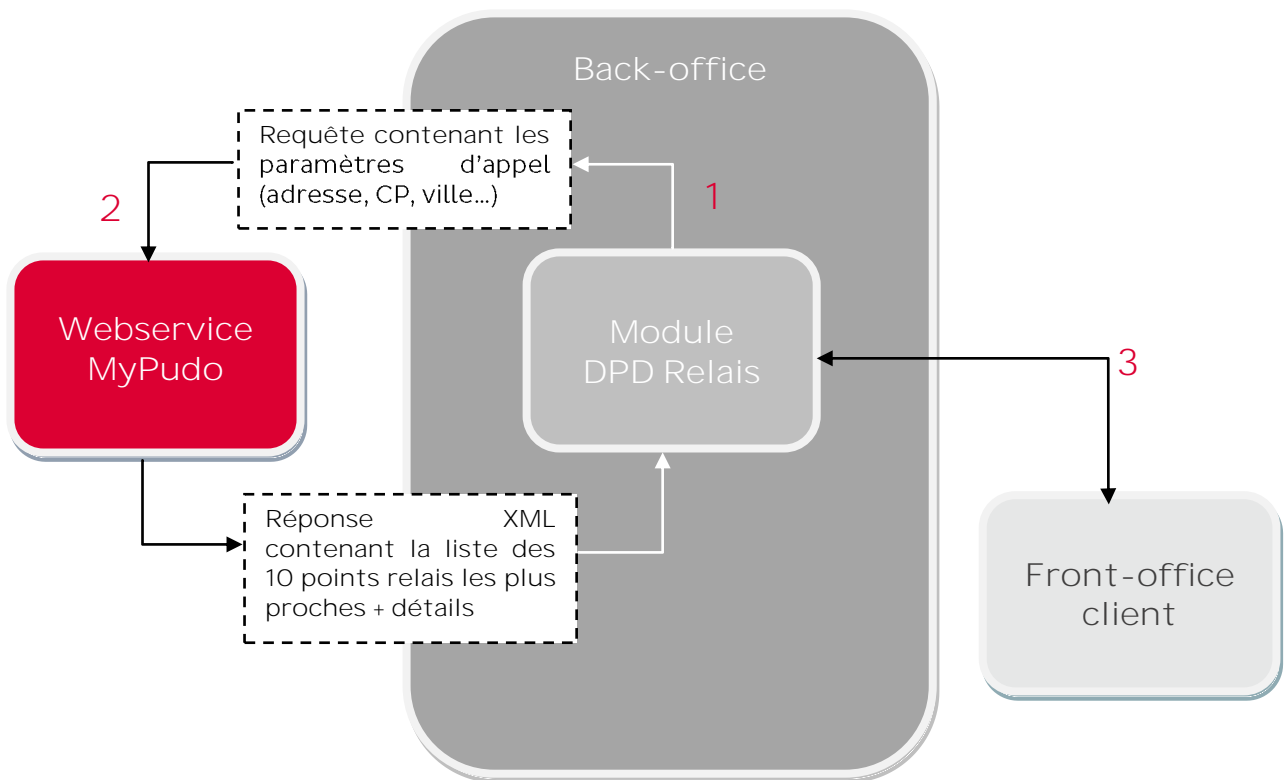 Back-office
Requête contenant les
paramètres d'appel
(adresse, CP, ville...)
1
2
Webservice
MyPudo
Module
DPD Relais
3
Réponse XML
contenant la liste des
10 points relais les plus
proches + détails
Front-office
client